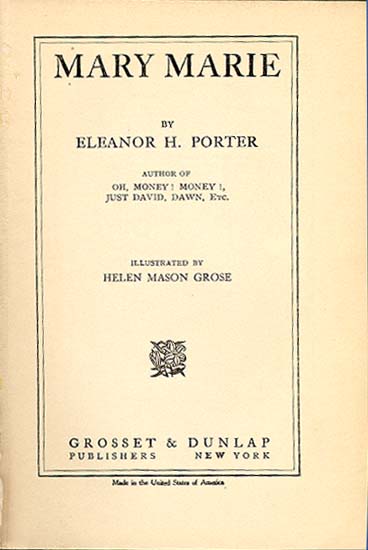 MARY MARIE
BY
ELEANOR H. PORTER
AUTHOR OF
OH, MONEY! MONEY!,
JUST DAVID, DAWN, Etc.
ILLUSTRATED BY
HELEN MASON GROSE
GROSSET & DUNLAP
PUBLISHERS NEW YORK
Made in the United States of America